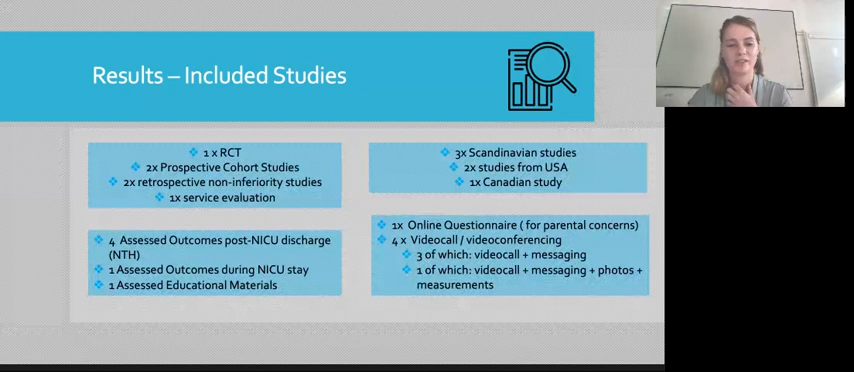 Results – Included Studies
1 x RCT
2x Prospective Cohort Studies
2x retrospective non-inferiority studies
1x service evaluation
3x Scandinavian studies
2x studies from USA
1x Canadian study
4 Assessed Outcomes post-NICU discharge
(NTH)
1 Assessed Outcomes during NICU stay
1 Assessed Educational Materials
1x Online Questionnaire ( for parental concerns)
4 x Videocall / videoconferencing
3 of which: videocall + messaging
1 of which: videocall + messaging + photos +
measurements